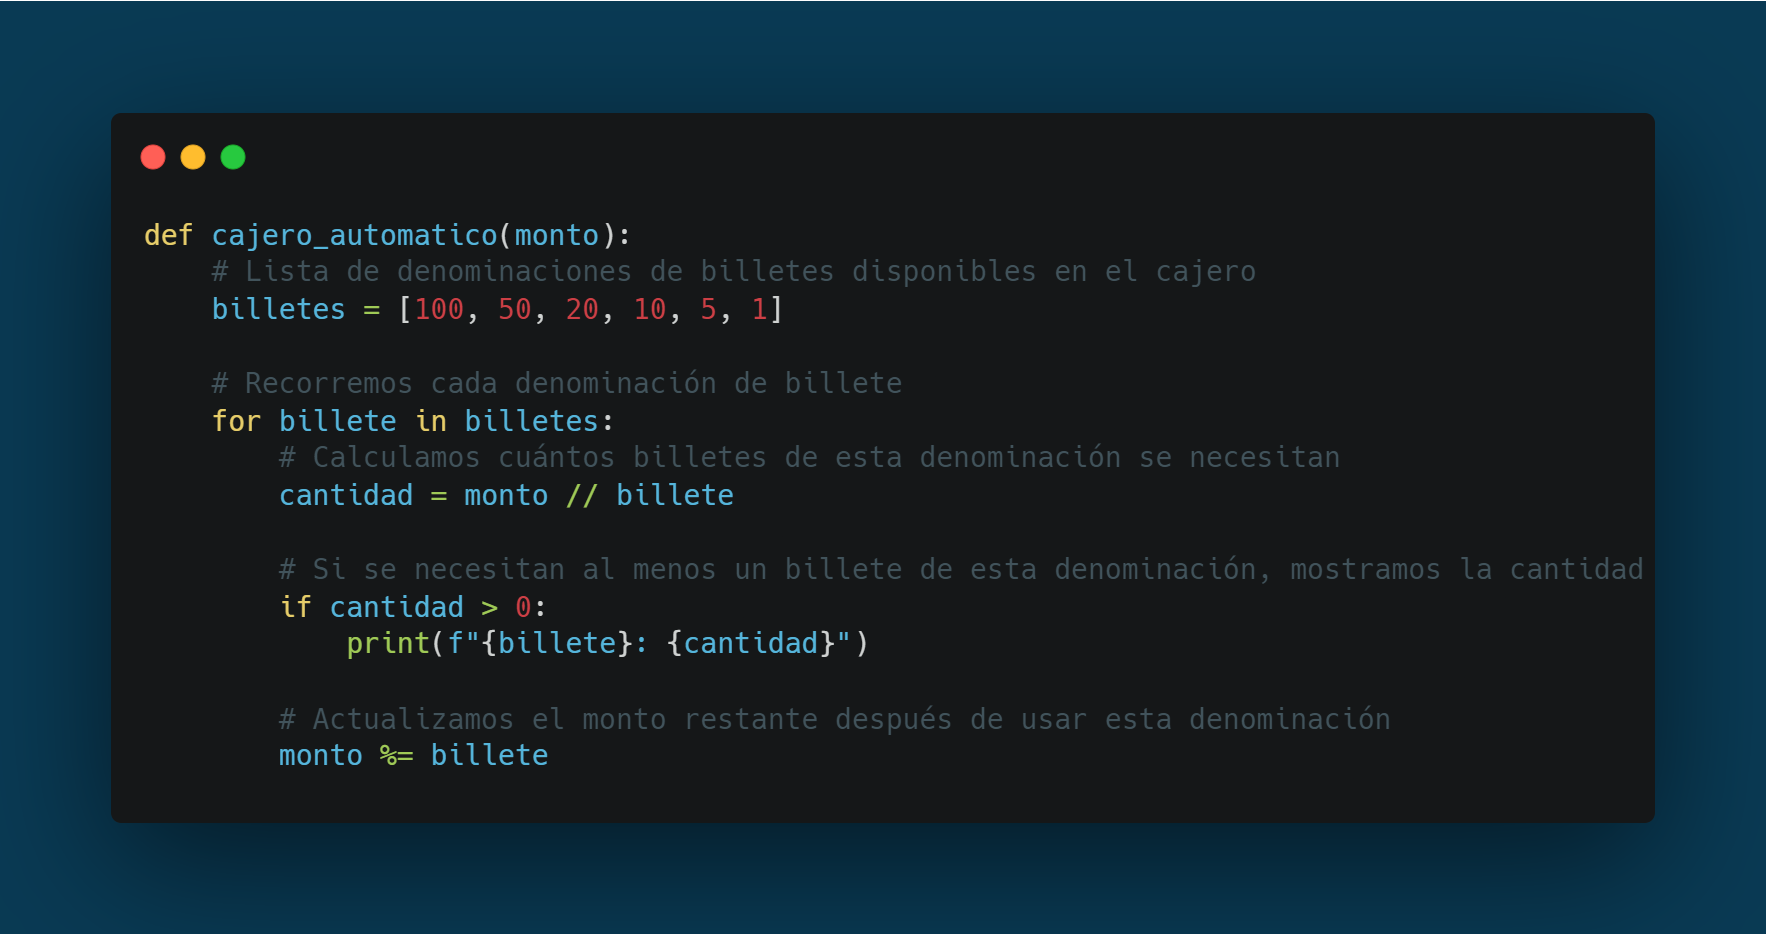 def cajero_automatico(monto):
    # Lista de denominaciones de billetes disponibles en el cajero
    billetes = [100, 50, 20, 10, 5, 1]

    # Recorremos cada denominación de billete
    for billete in billetes:
        # Calculamos cuántos billetes de esta denominación se necesitan
        cantidad = monto // billete

        # Si se necesitan al menos un billete de esta denominación, mostramos la cantidad
        if cantidad > 0:
            print(f"{billete}: {cantidad}")

        # Actualizamos el monto restante después de usar esta denominación
        monto %= billete